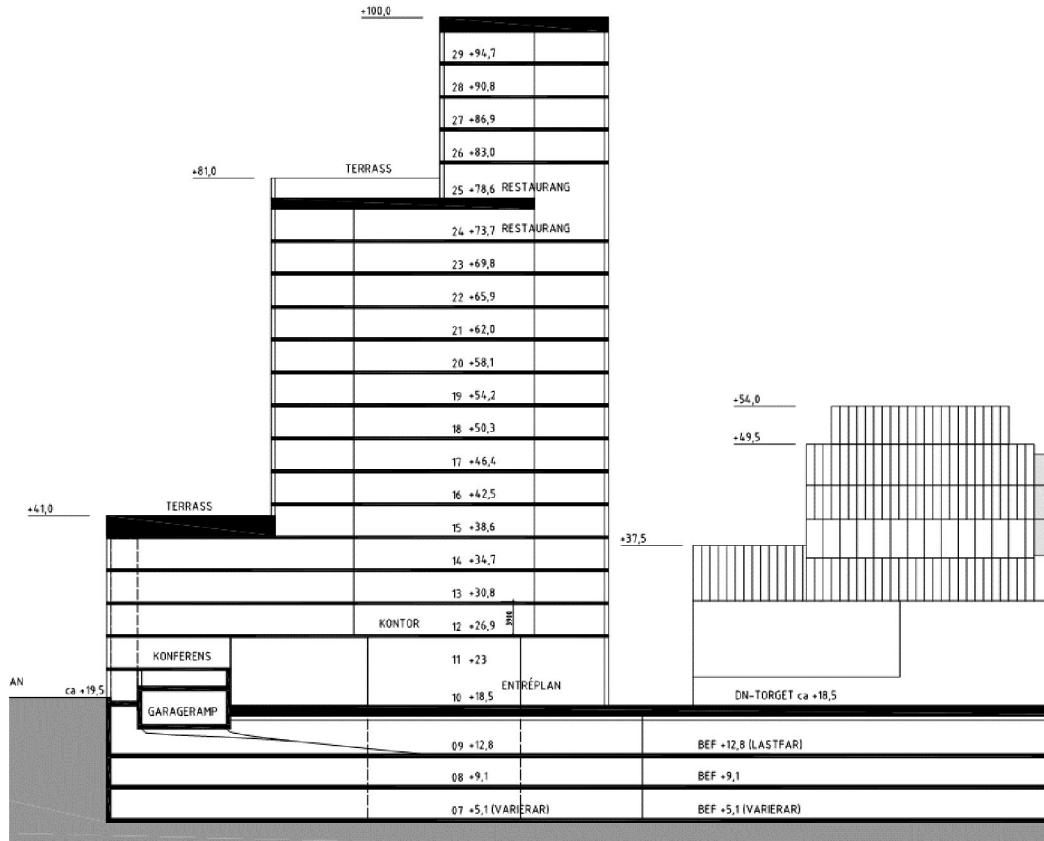 +100,0
29 +94,7
28 +90,8
27 +86,9
26 +83,0
+81,0
TERRASS
25 +78,6 RESTAURANG
24 +73,7 RESTAURANG
23 +69,8
22 +65,9
21 +62,0
20 +58,1
19 +54,2
+54,0
18 +50,3
+49,5
17 +46,4
16 +42,5
+41,0
TERRASS
15 +38,6
+37,5
14 +34,7
13 +30,8
3900
KONTOR
12 +26,9
KONFERENS
11 +23
AN
ca +19,5
ENTRÉPLAN
10 +18,5
DN-TORGET ca +18,5
GARAGERAMP
09 +12,8
BEF +12,8 (LASTFAR)
08 +9,1
BEF +9,1
07 +5,1 (VARIERAR)
BEF +5,1 (VARIERAR)